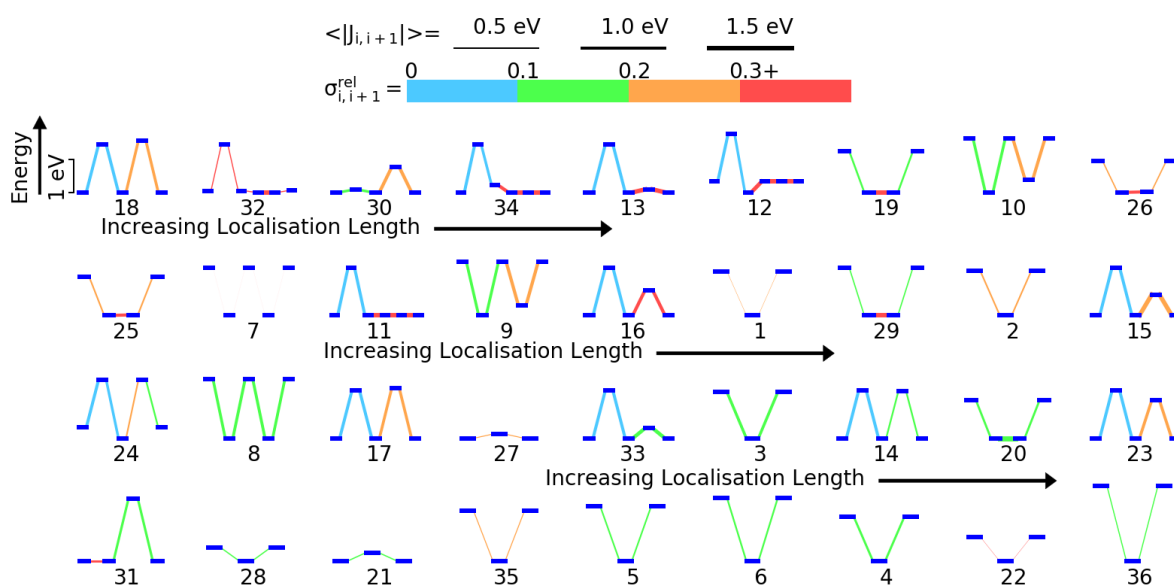 <|J i, i + 1|>= 0.5 eV 1.0 eV 1.5 eV
0 0.1 0.2 0.3+
σ rel i, i + 1 =
Energy
1 eV
18 32 30 34 13 12 19 10 26
Increasing Localisation Length
25 7 11 9 16 1 29 2 15
Increasing Localisation Length
24 8 17 27 33 3 14 20 23
Increasing Localisation Length
31 28 21 35 5 6 4 22 36